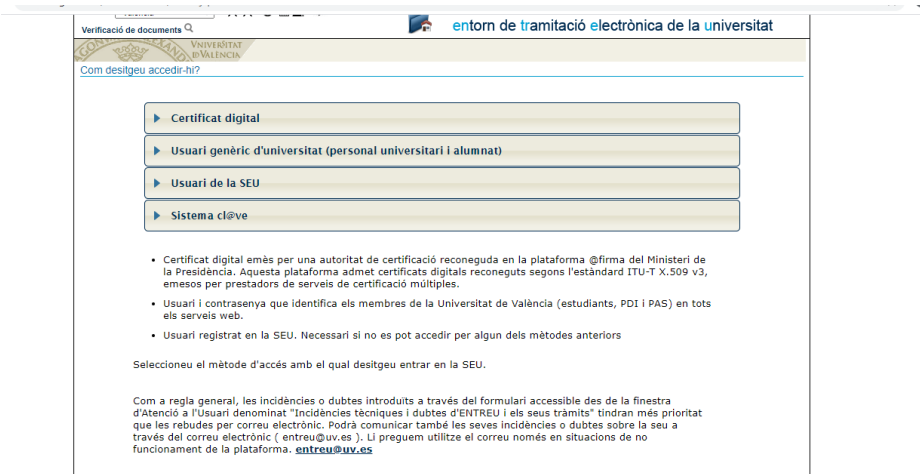 València
Verificació de documents
entorn de tramitació electrònica de la universitat
VNIVERSITAT
D VALÈNCIA
Com desitgeu accedir-hi?
Certificat digital
Usuari genèric d'universitat (personal universitari i alumnat)
Usuari de la SEU
Sistema cl@ve
• Certificat digital emès per una autoritat de certificació reconeguda en la plataforma @firma del Ministeri de
la Presidència. Aquesta plataforma admet certificats digitals reconeguts segons l'estàndard ITU-T X.509 v3,
emesos per prestadors de serveis de certificació múltiples.
• Usuari i contrasenya que identifica els membres de la Universitat de València (estudiants, PDI i PAS) en tots
els serveis web.
• Usuari registrat en la SEU. Necessari si no es pot accedir per algun dels mètodes anteriors
Seleccioneu el mètode d'accés amb el qual desitgeu entrar en la SEU.
Com a regla general, les incidències o dubtes introduïts a través del formulari accessible des de la finestra
d'Atenció a l'Usuari denominat "Incidències tècniques i dubtes d'ENTREU i els seus tràmits" tindran més prioritat
que les rebudes per correu electrònic. Podrà comunicar també les seves incidències o dubtes sobre la seu a
través del correu electrònic ( entreu@uv.es ). Li preguem utilitze el correu només en situacions de no
funcionament de la plataforma. entreu@uv.es